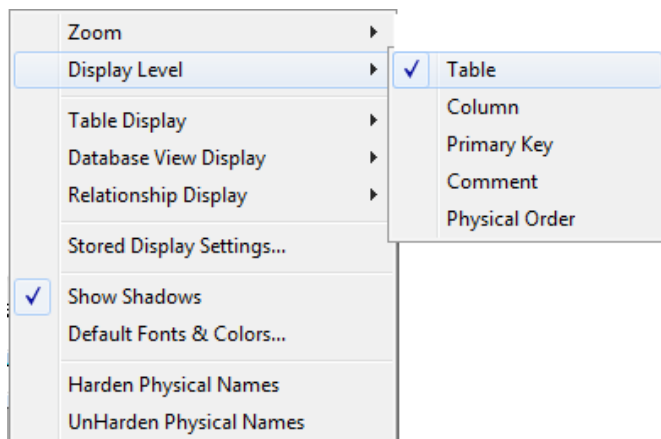 Zoom
Display Level
Table
Column
Primary Key
Comment
Physical Order
Table Display
Database View Display
Relationship Display
Stored Display Settings...
Show Shadows
Default Fonts & Colors...
Harden Physical Names
UnHarden Physical Names